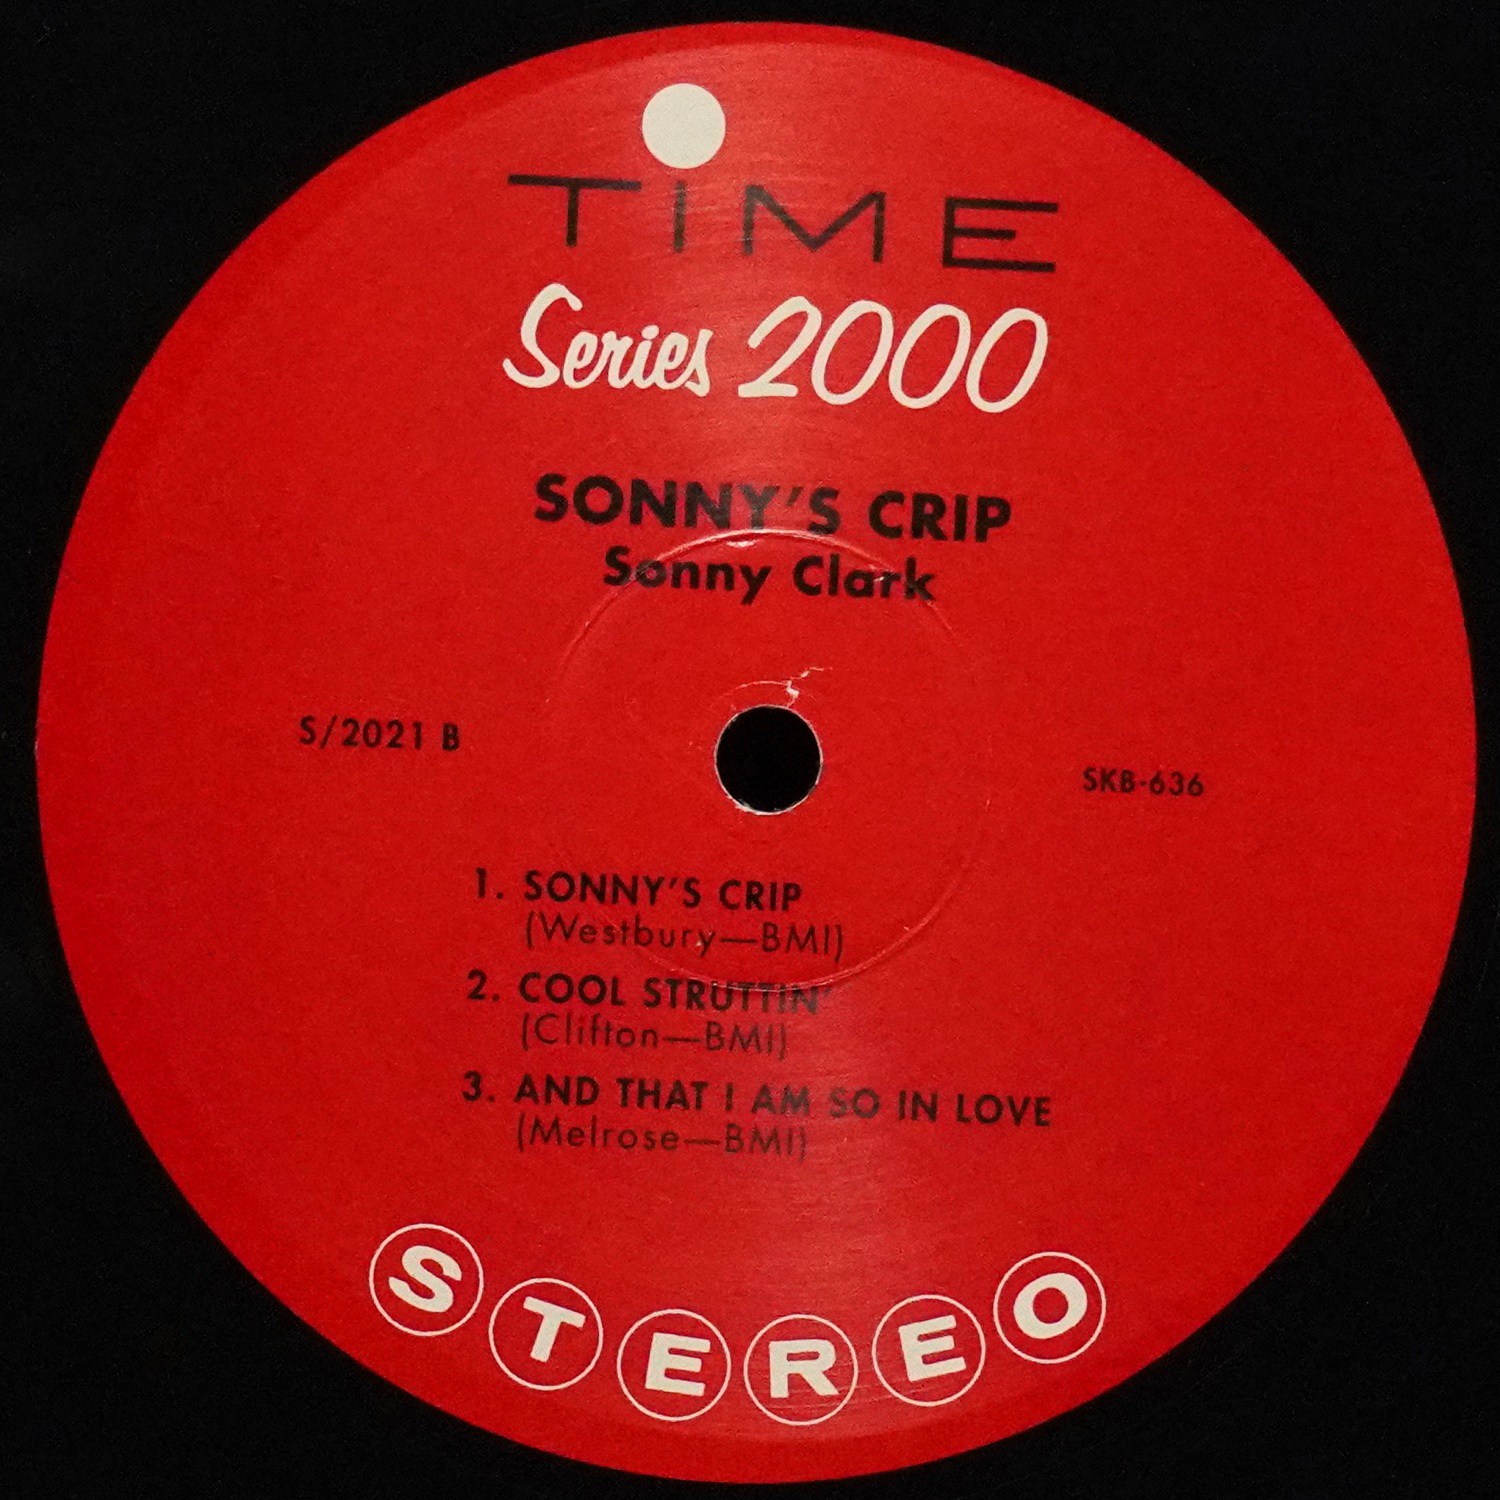 TiME
Series 2000
SONNY'S CRIP
Sonny Clark
S/2021 B
SKB-636
1. SONNY'S CRIP
(Westbury—BMI)
2. COOL STRUTTIN'
(Clifton—BMI)
3. AND THAT I AM SO IN LOVE
(Melrose—BMI)
STEREO